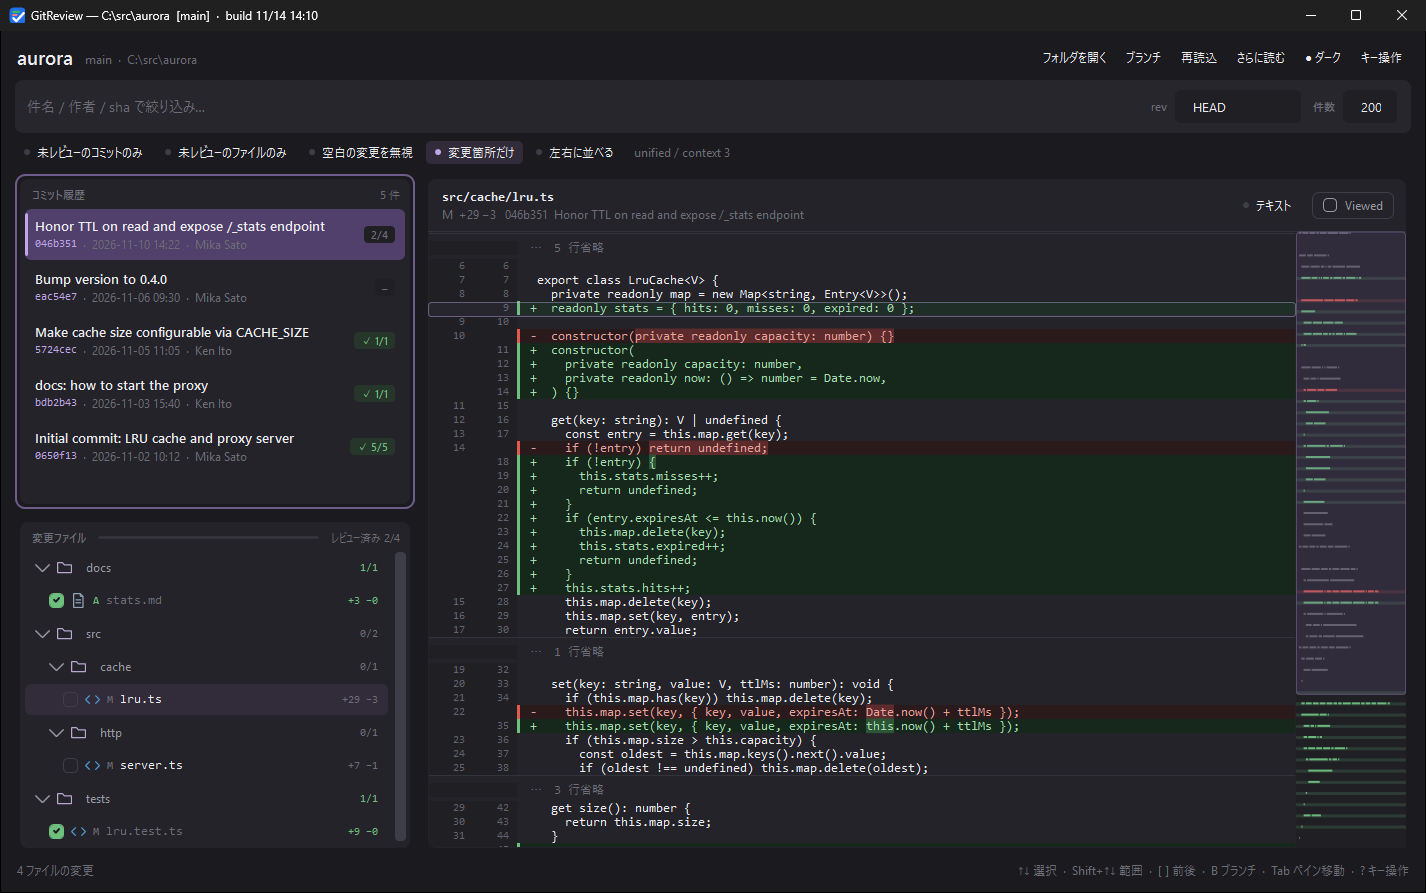 GitReview — C:\src\aurora [main] · build 11/14 14:10
aurora main · C:\src\aurora
フォルダを開く ブランチ 再読込 さらに読む ● ダーク キー操作
件名 / 作者 / sha で絞り込み...
rev HEAD 件数 200
未レビューのコミットのみ 未レビューのファイルのみ 空白の変更を無視 変更箇所だけ 左右に並べる unified / context 3
コミット履歴 5 件
Honor TTL on read and expose /_stats endpoint
046b351 · 2026-11-10 14:22 · Mika Sato
2/4
Bump version to 0.4.0
eac54e7 · 2026-11-06 09:30 · Mika Sato
–
Make cache size configurable via CACHE_SIZE
5724cec · 2026-11-05 11:05 · Ken Ito
✓ 1/1
docs: how to start the proxy
bdb2b43 · 2026-11-03 15:40 · Ken Ito
✓ 1/1
Initial commit: LRU cache and proxy server
0650f13 · 2026-11-02 10:12 · Mika Sato
✓ 5/5
変更ファイル レビュー済み 2/4
docs 1/1
A stats.md +3 −0
src 0/2
cache 0/1
M lru.ts +29 −3
http 0/1
M server.ts +7 −1
tests 1/1
M lru.test.ts +9 −0
src/cache/lru.ts
M +29 −3 046b351 Honor TTL on read and expose /_stats endpoint
テキスト Viewed
··· 5 行省略
6 6
7 7 export class LruCache<V> {
8 8 private readonly map = new Map<string, Entry<V>>();
9 + readonly stats = { hits: 0, misses: 0, expired: 0 };
9 10
10 - constructor(private readonly capacity: number) {}
11 + constructor(
12 + private readonly capacity: number,
13 + private readonly now: () => number = Date.now,
14 + ) {}
11 15
12 16 get(key: string): V | undefined {
13 17 const entry = this.map.get(key);
14 - if (!entry) return undefined;
18 + if (!entry) {
19 + this.stats.misses++;
20 + return undefined;
21 + }
22 + if (entry.expiresAt <= this.now()) {
23 + this.map.delete(key);
24 + this.stats.expired++;
25 + return undefined;
26 + }
27 + this.stats.hits++;
15 28 this.map.delete(key);
16 29 this.map.set(key, entry);
17 30 return entry.value;
··· 1 行省略
19 32
20 33 set(key: string, value: V, ttlMs: number): void {
21 34 if (this.map.has(key)) this.map.delete(key);
22 - this.map.set(key, { key, value, expiresAt: Date.now() + ttlMs });
35 + this.map.set(key, { key, value, expiresAt: this.now() + ttlMs });
23 36 if (this.map.size > this.capacity) {
24 37 const oldest = this.map.keys().next().value;
25 38 if (oldest !== undefined) this.map.delete(oldest);
··· 3 行省略
29 42 get size(): number {
30 43 return this.map.size;
31 44 }
4 ファイルの変更
↑↓ 選択 · Shift+↑↓ 範囲 · [ ] 前後 · B ブランチ · Tab ペイン移動 · ? キー操作